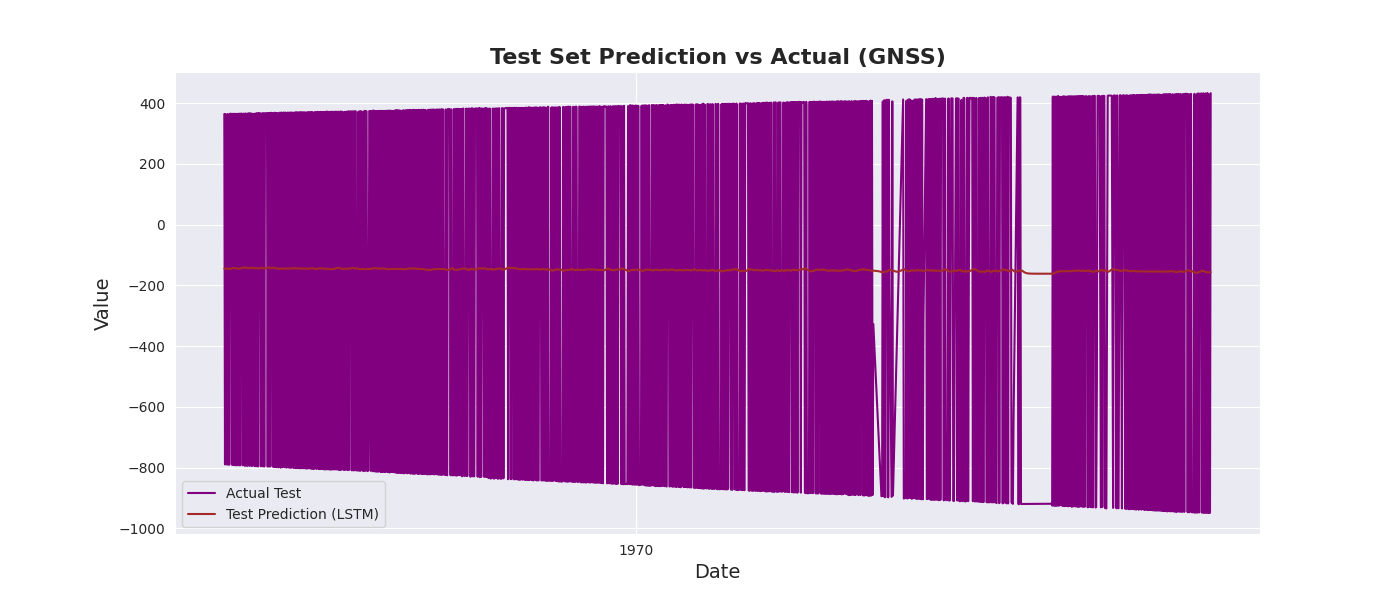 Test Set Prediction vs Actual (GNSS)
400
200
0
−200
−400
−600
−800
−1000
Value
Actual Test
Test Prediction (LSTM)
1970
Date